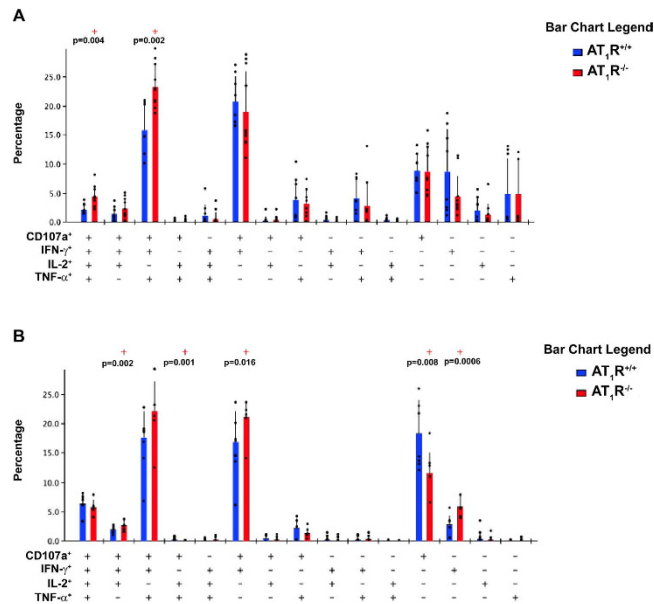 A
Bar Chart Legend
AT₁R⁺/⁺
AT₁R⁻/⁻
+ +
p=0.004 p=0.002
Percentage
25.0
20.0
15.0
10.0
5.0
0.0
CD107a⁺ + + + + − + + + − − − + − − −
IFN-γ⁺ + + + − + + − − + + − − + − −
IL-2⁺ + + − + + − + − + − + − − + −
TNF-α⁺ + − + + + − − + − + + − − − +
B
Bar Chart Legend
AT₁R⁺/⁺
AT₁R⁻/⁻
+ + + + +
p=0.002 p=0.001 p=0.016 p=0.008 p=0.0006
Percentage
25.0
20.0
15.0
10.0
5.0
0.0
CD107a⁺ + + + + − + + + − − − + − − −
IFN-γ⁺ + + + − + + − − + + − − + − −
IL-2⁺ + + − + + − + − + − + − − + −
TNF-α⁺ + − + + + − − + − + + − − − +